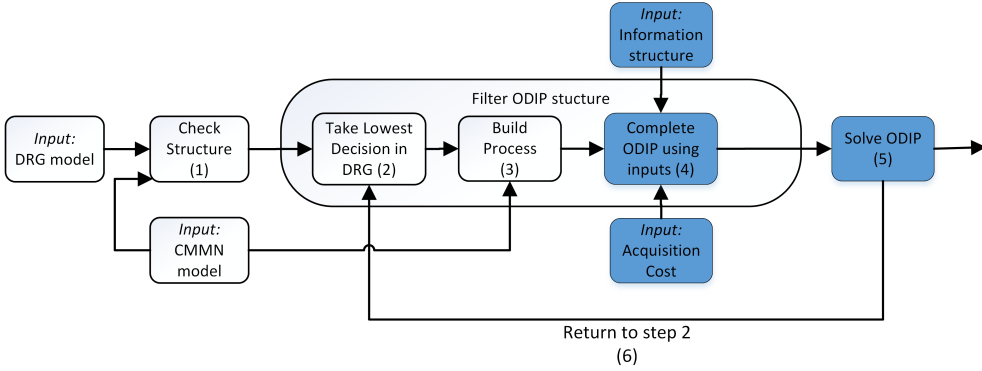 Input:
Information
structure
Filter ODIP stucture
Input:
DRG model
Check
Structure
(1)
Take Lowest
Decision in
DRG (2)
Build
Process
(3)
Complete
ODIP using
inputs (4)
Solve ODIP
(5)
Input:
CMMN
model
Input:
Acquisition
Cost
Return to step 2
(6)